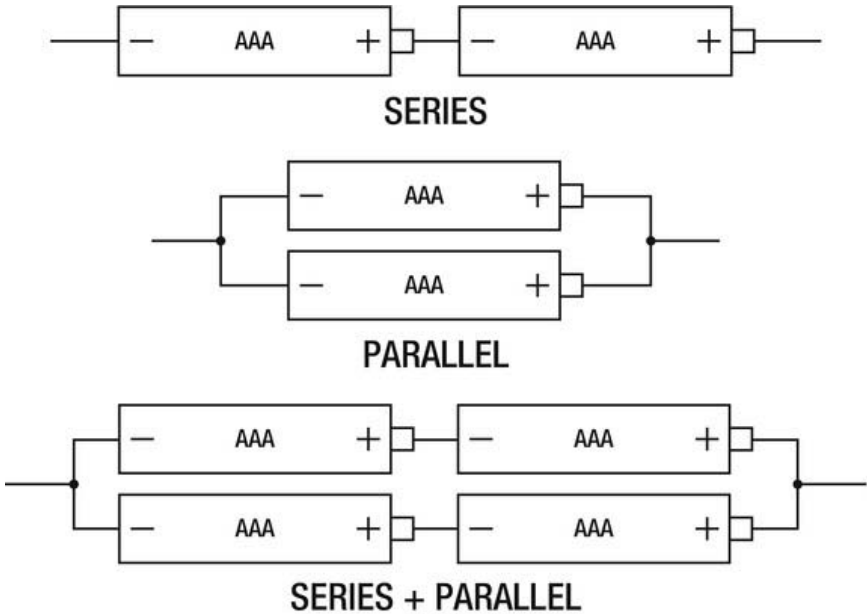 − AAA + − AAA +
SERIES
− AAA +
− AAA +
PARALLEL
− AAA + − AAA +
− AAA + − AAA +
SERIES + PARALLEL